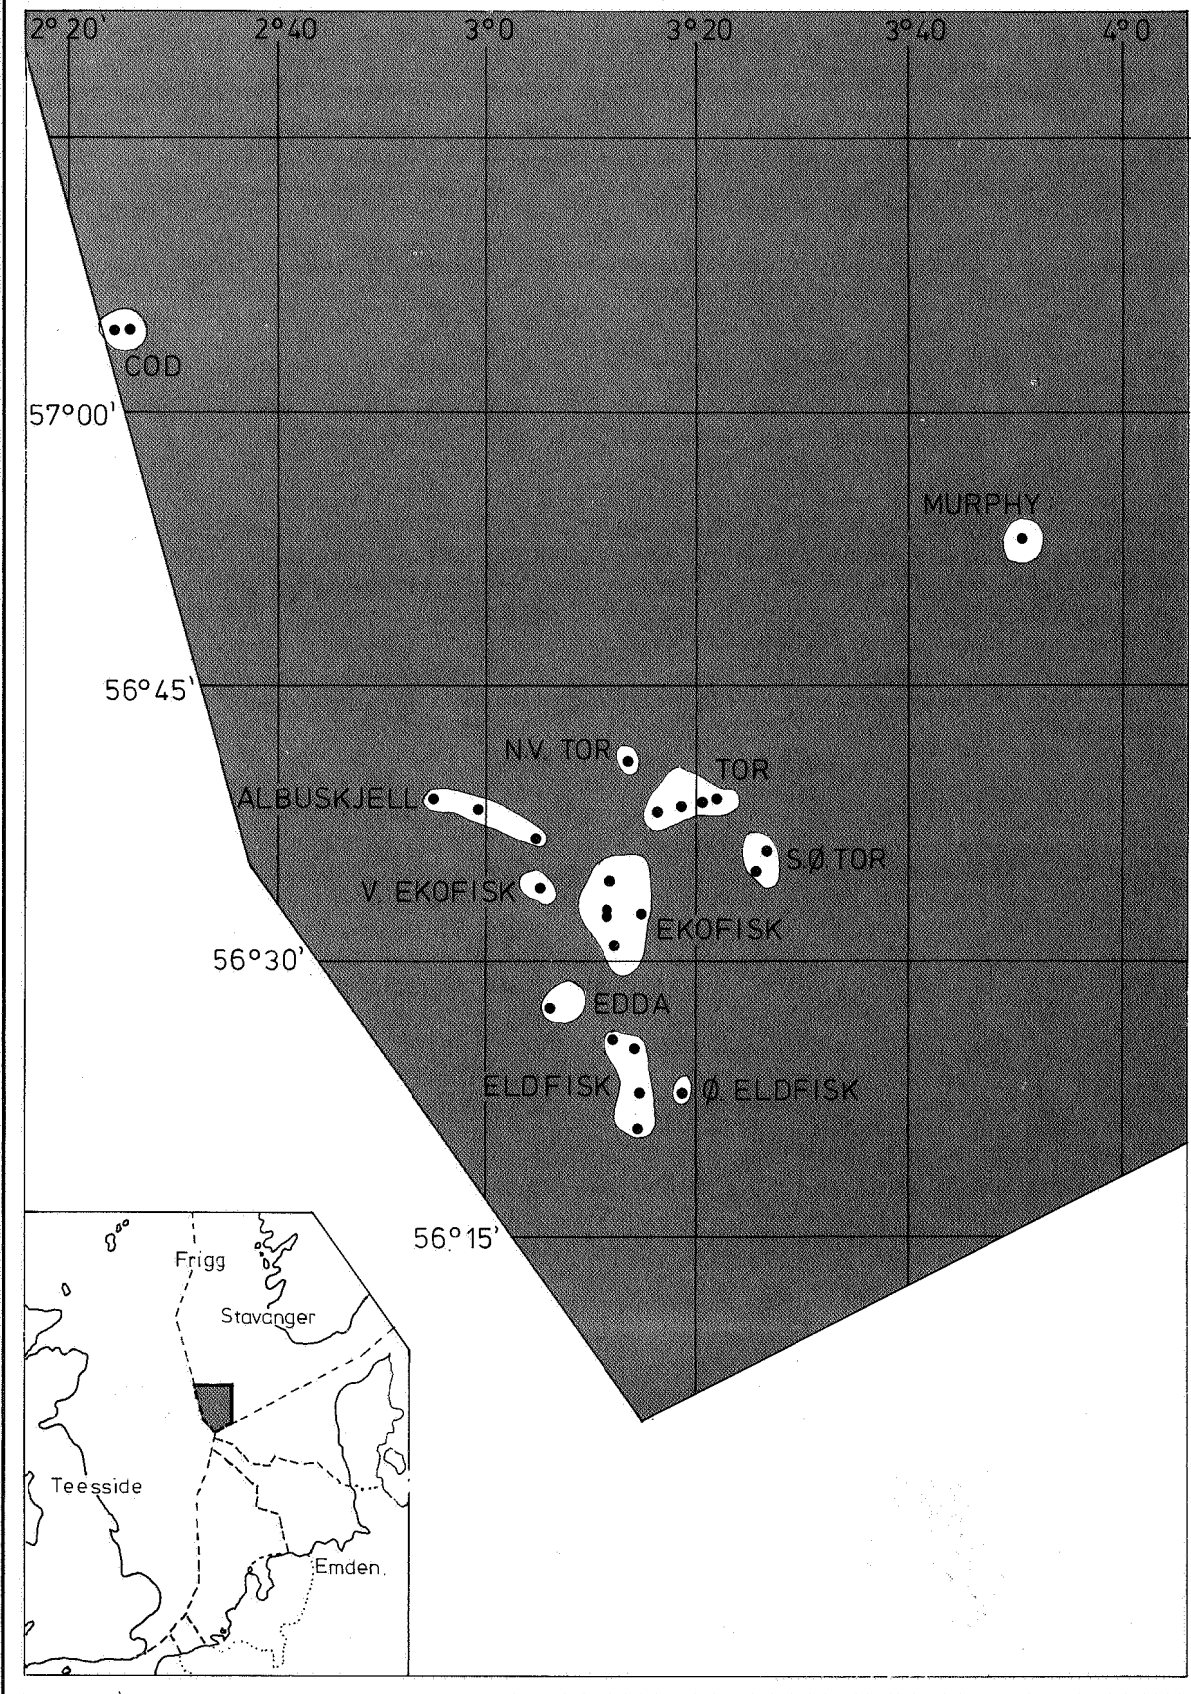 2°20' 2°40 3°0 3°20 3°40 4°0
COD
57°00'
MURPHY
56°45'
N.V. TOR
TOR
ALBUSKJELL
S.Ø.TOR
V. EKOFISK
EKOFISK
56°30'
EDDA
ELDFISK
Ø. ELDFISK
56°15'
Frigg
Stavanger
Teesside
Emden.